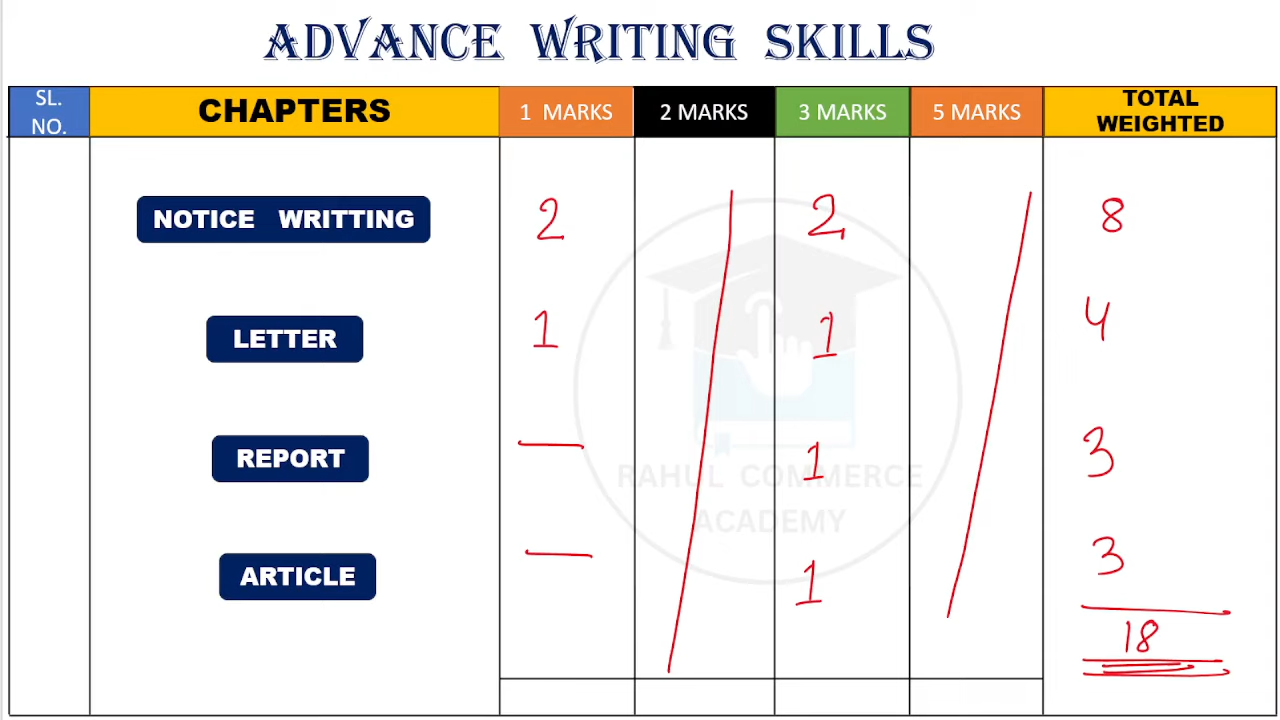 ADVANCE WRITING SKILLS
SL. NO. CHAPTERS 1 MARKS 2 MARKS 3 MARKS 5 MARKS TOTAL WEIGHTED
NOTICE WRITTING 2 2 8
LETTER 1 1 4
REPORT — 1 3
ARTICLE — 1 3
18
RAHUL COMMERCE
ACADEMY